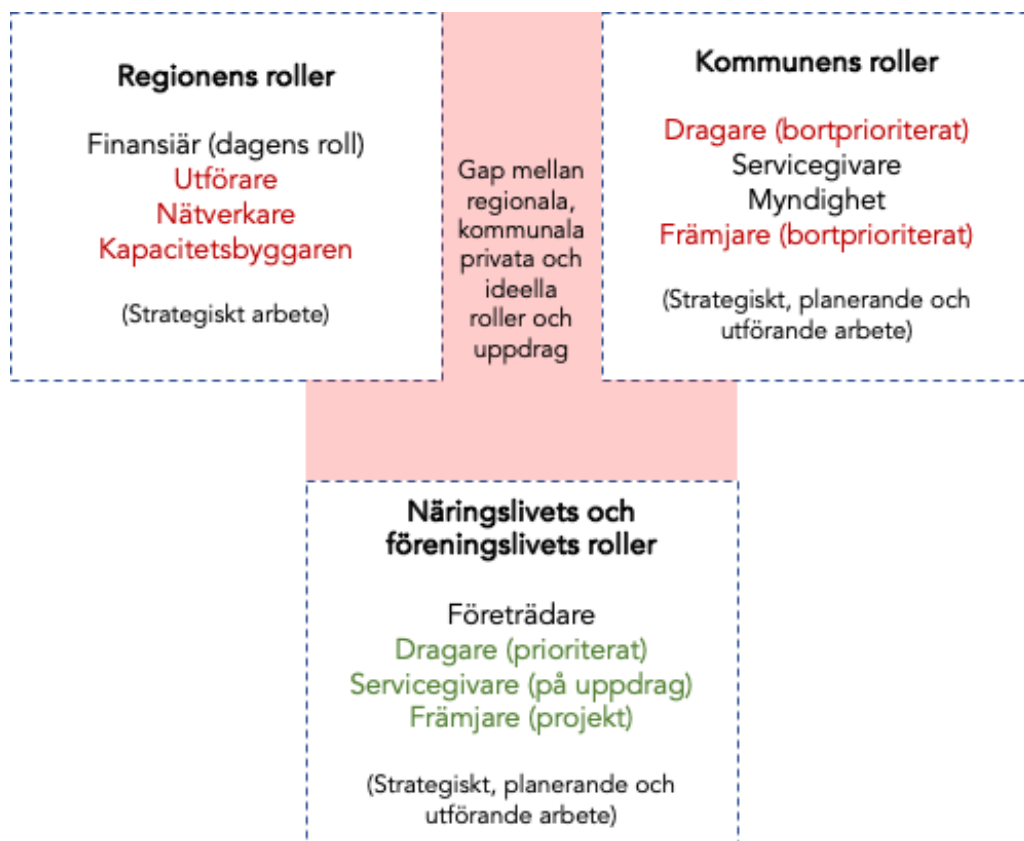 Regionens roller
Finansiär (dagens roll)
Utförare
Nätverkare
Kapacitetsbyggaren
(Strategiskt arbete)
Gap mellan
regionala,
kommunala
privata och
ideella
roller och
uppdrag
Kommunens roller
Dragare (bortprioriterat)
Servicegivare
Myndighet
Främjare (bortprioriterat)
(Strategiskt, planerande och
utförande arbete)
Näringslivets och
föreningslivets roller
Företrädare
Dragare (prioriterat)
Servicegivare (på uppdrag)
Främjare (projekt)
(Strategiskt, planerande och
utförande arbete)